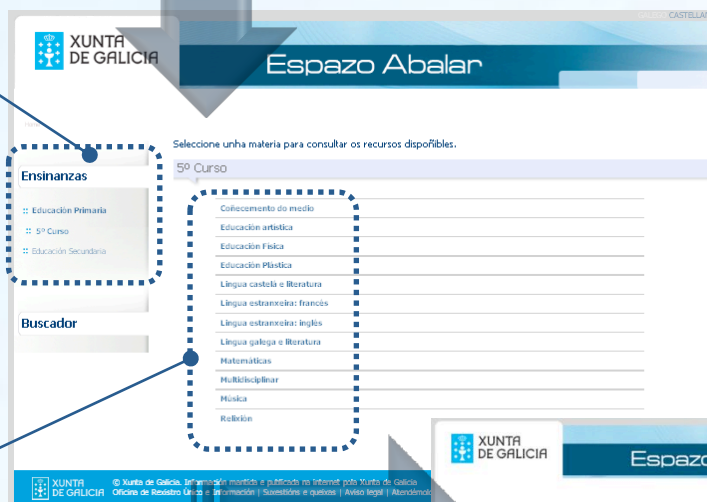 CASTELLAN
XUNTA
DE GALICIA
Espazo Abalar
Seleccione unha materia para consultar os recursos dispoñibles.
5º Curso
Ensinanzas
:: Educación Primaria
:: 5º Curso
:: Educación Secundaria
Buscador
Coñecemento do medio
Educación artística
Educación Física
Educación Plástica
Lingua castelá e literatura
Lingua estranxeira: francés
Lingua estranxeira: inglés
Lingua galega e literatura
Matemáticas
Multidisciplinar
Música
Relixión
XUNTA
DE GALICIA
Espazo
XUNTA
DE GALICIA
© Xunta de Galicia. Información mantida e publicada na internet pola Xunta de Galicia
Oficina de Rexistro Único e Información | Suxestións e queixas | Aviso legal | Atendémolo